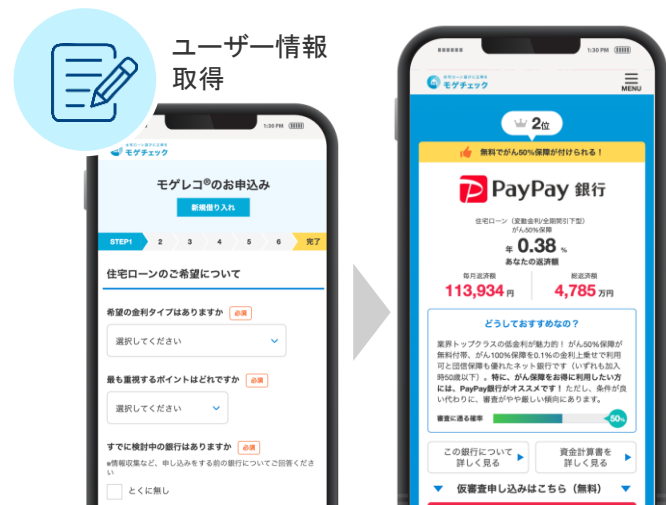 ユーザー情報
取得
1:30 PM
モゲチェック
モゲレコ®のお申込み
新規借り入れ
STEP1 2 3 4 5 6 完了
住宅ローンのご希望について
希望の金利タイプはありますか 必須
選択してください
最も重視するポイントはどれですか 必須
選択してください
すでに検討中の銀行はありますか 必須
※情報収集など、申し込みをする前の銀行についてご回答くださ
い
とくに無し
1:30 PM
モゲチェック
MENU
2位
無料でがん50%保障が付けられる!
PayPay 銀行
住宅ローン(変動金利/全期間引下型)
がん50%保障
年 0.38 %
あなたの返済額
毎月返済額
113,934 円
総返済額
4,785 万円
どうしておすすめなの?
業界トップクラスの低金利が魅力的! がん50%保障が
無料付帯、がん100%保障を0.1%の金利上乗せで利用
可と団信保障も優れたネット銀行です(いずれも加入
時50歳以下)。特に、がん保障をお得に利用したい方
には、PayPay銀行がオススメです! ただし、条件が良
い代わりに、審査がやや厳しい傾向にあります。
審査に通る確率
50%
この銀行について
詳しく見る
資金計算書を
詳しく見る
仮審査申し込みはこちら(無料)